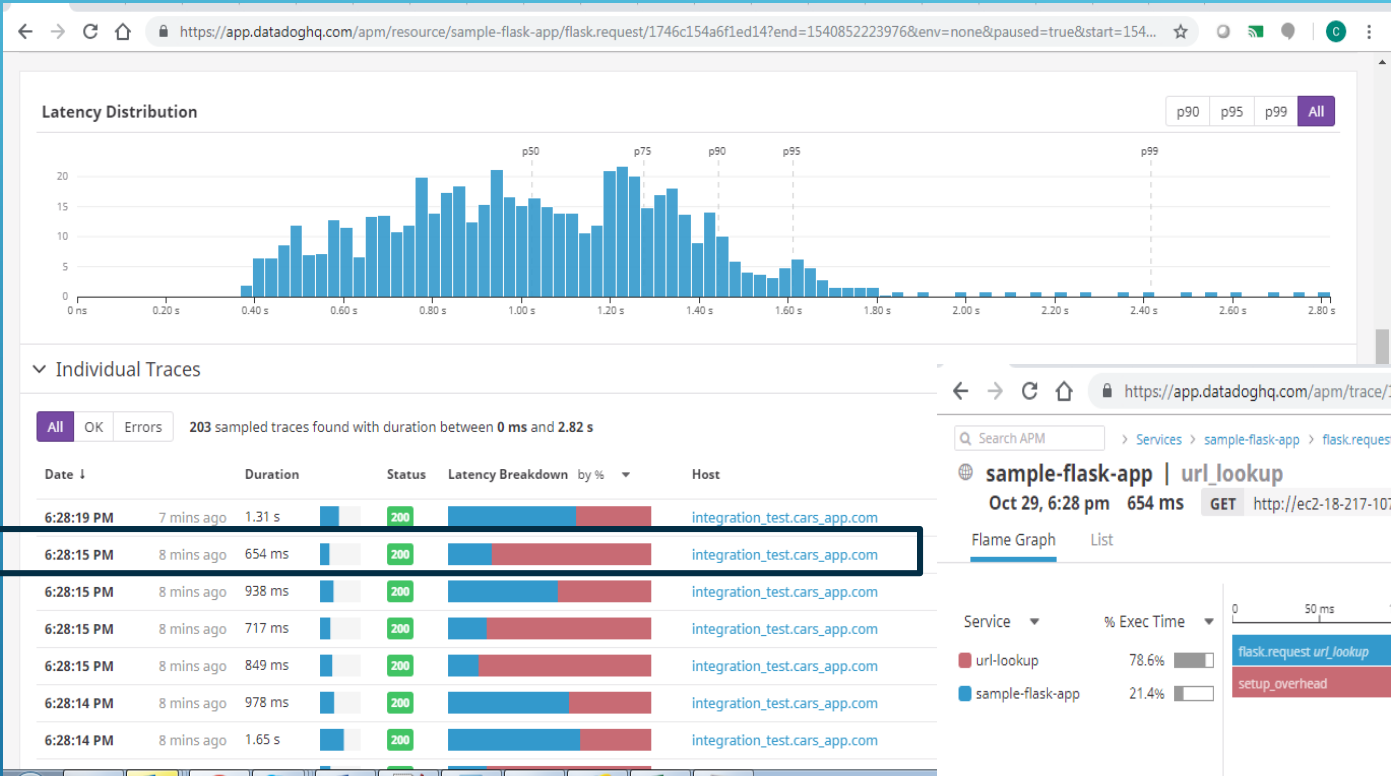 https://app.datadoghq.com/apm/resource/sample-flask-app/flask.request/1746c154a6f1ed14?end=1540852223976&env=none&paused=true&start=154...
C
Latency Distribution
p90 p95 p99 All
p50 p75 p90 p95 p99
20
15
10
5
0
0 ns 0.20 s 0.40 s 0.60 s 0.80 s 1.00 s 1.20 s 1.40 s 1.60 s 1.80 s 2.00 s 2.20 s 2.40 s 2.60 s 2.80 s
Individual Traces
All OK Errors 203 sampled traces found with duration between 0 ms and 2.82 s
Date ↓ Duration Status Latency Breakdown by % Host
6:28:19 PM 7 mins ago 1.31 s 200 integration_test.cars_app.com
6:28:15 PM 8 mins ago 654 ms 200 integration_test.cars_app.com
6:28:15 PM 8 mins ago 938 ms 200 integration_test.cars_app.com
6:28:15 PM 8 mins ago 717 ms 200 integration_test.cars_app.com
6:28:15 PM 8 mins ago 849 ms 200 integration_test.cars_app.com
6:28:14 PM 8 mins ago 978 ms 200 integration_test.cars_app.com
6:28:14 PM 8 mins ago 1.65 s 200 integration_test.cars_app.com
https://app.datadoghq.com/apm/trace/
Search APM > Services > sample-flask-app > flask.reques
sample-flask-app | url_lookup
Oct 29, 6:28 pm 654 ms GET http://ec2-18-217-107
Flame Graph List
Service % Exec Time
url-lookup 78.6%
sample-flask-app 21.4%
0 50 ms
flask.request url_lookup
setup_overhead